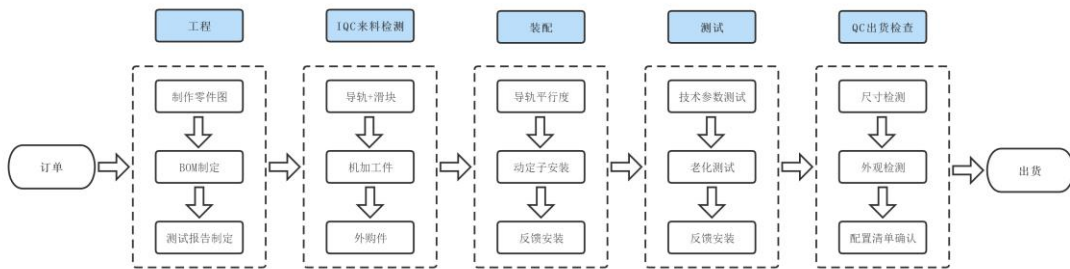 工程
IQC来料检测
装配
测试
QC出货检查
制作零件图
导轨+滑块
导轨平行度
技术参数测试
尺寸检测
订单
BOM制定
机加工件
动定子安装
老化测试
外观检测
出货
测试报告制定
外购件
反馈安装
反馈安装
配置清单确认